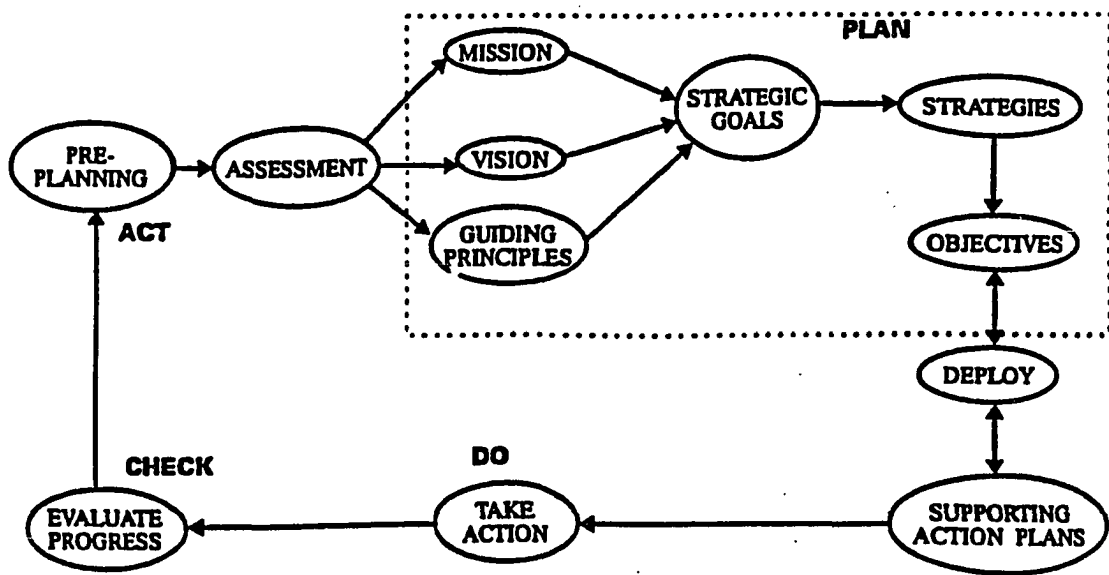 PLAN
MISSION
STRATEGIC
GOALS
STRATEGIES
PRE-
PLANNING
ASSESSMENT
VISION
ACT
GUIDING
PRINCIPLES
OBJECTIVES
DEPLOY
CHECK
DO
EVALUATE
PROGRESS
TAKE
ACTION
SUPPORTING
ACTION PLANS